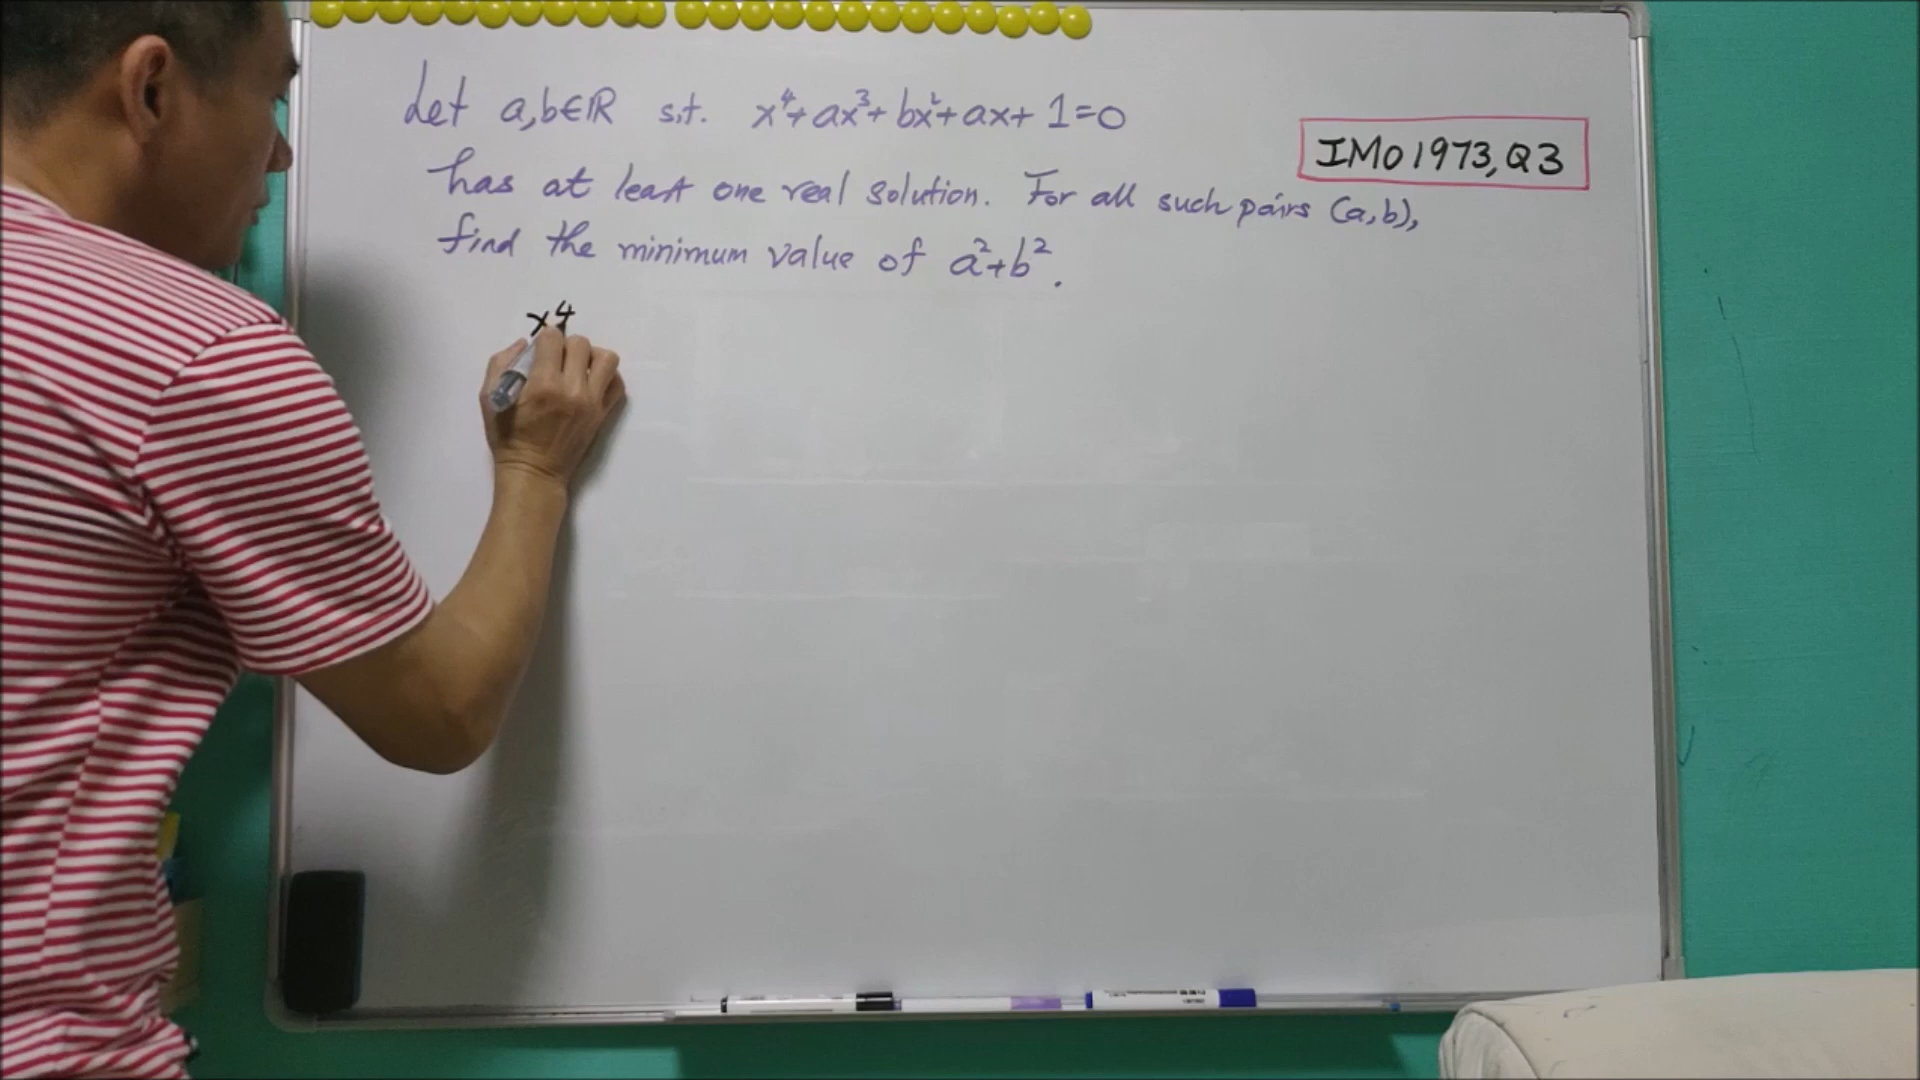 Let a,b∈ℝ s.t. x⁴+ax³+bx²+ax+1=0
IMO 1973, Q3
has at least one real solution. For all such pairs (a,b),
find the minimum value of a²+b².
x⁴